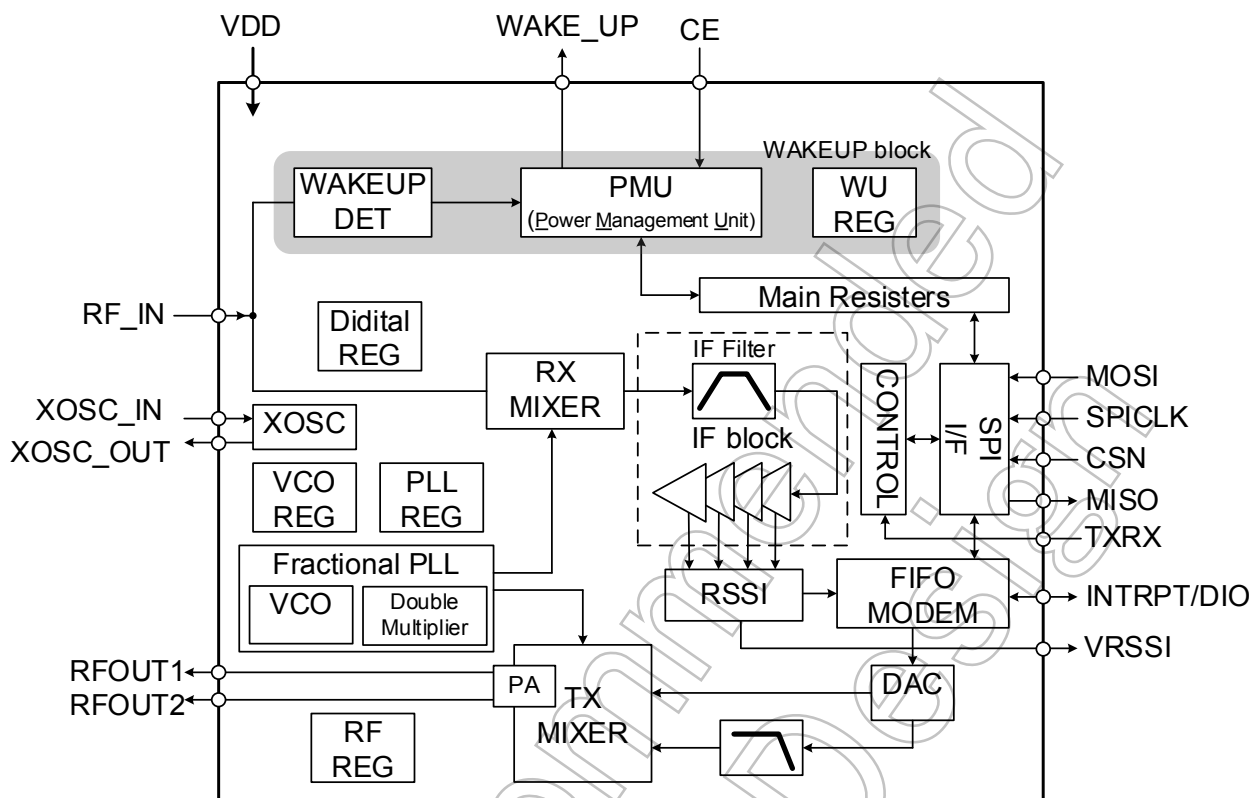 VDD
WAKE_UP
CE
WAKEUP block
WAKEUP
DET
PMU
(Power Management Unit)
WU
REG
Main Resisters
RF_IN
Didital
REG
RX
MIXER
IF Filter
IF block
CONTROL
SPI
I/F
MOSI
SPICLK
CSN
MISO
TXRX
XOSC_IN
XOSC_OUT
XOSC
VCO
REG
PLL
REG
Fractional PLL
VCO
Double
Multiplier
RSSI
FIFO
MODEM
INTRPT/DIO
VRSSI
RFOUT1
RFOUT2
PA
TX
MIXER
DAC
RF
REG
ommended
Design